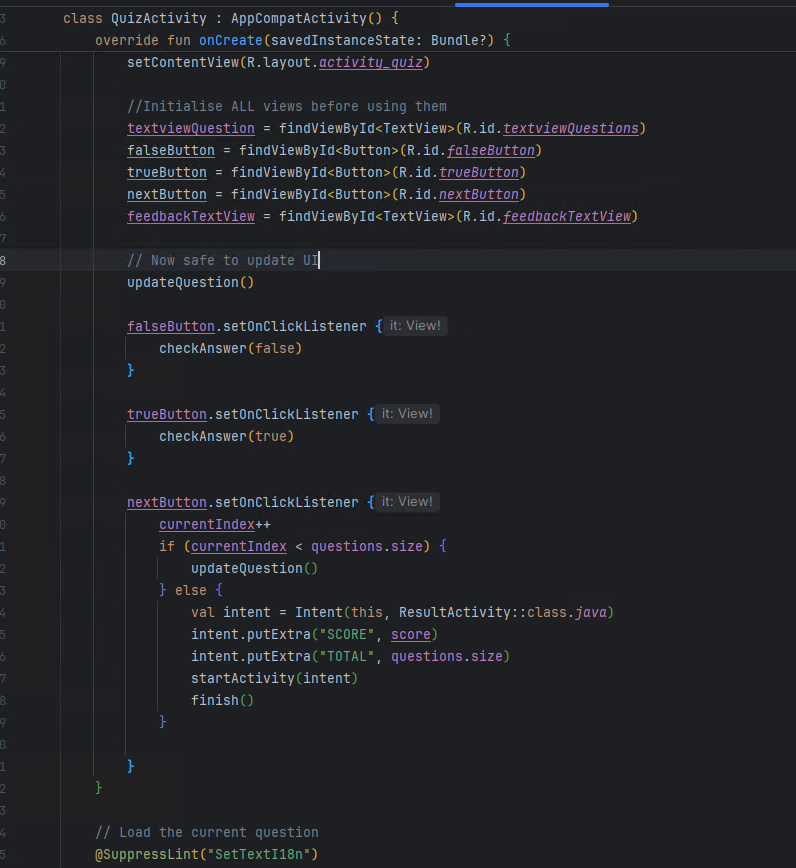 3 class QuizActivity : AppCompatActivity() {
6 override fun onCreate(savedInstanceState: Bundle?) {
9 setContentView(R.layout.activity_quiz)
0
1 //Initialise ALL views before using them
2 textviewQuestion = findViewById<TextView>(R.id.textviewQuestions)
3 falseButton = findViewById<Button>(R.id.falseButton)
4 trueButton = findViewById<Button>(R.id.trueButton)
5 nextButton = findViewById<Button>(R.id.nextButton)
6 feedbackTextView = findViewById<TextView>(R.id.feedbackTextView)
7
8 // Now safe to update UI
9 updateQuestion()
0
1 falseButton.setOnClickListener { it: View!
2 checkAnswer(false)
3 }
4
5 trueButton.setOnClickListener { it: View!
6 checkAnswer(true)
7 }
8
9 nextButton.setOnClickListener { it: View!
0 currentIndex++
1 if (currentIndex < questions.size) {
2 updateQuestion()
3 } else {
4 val intent = Intent(this, ResultActivity::class.java)
5 intent.putExtra("SCORE", score)
6 intent.putExtra("TOTAL", questions.size)
7 startActivity(intent)
8 finish()
9 }
0
1 }
2 }
3
4 // Load the current question
5 @SuppressLint("SetTextI18n")